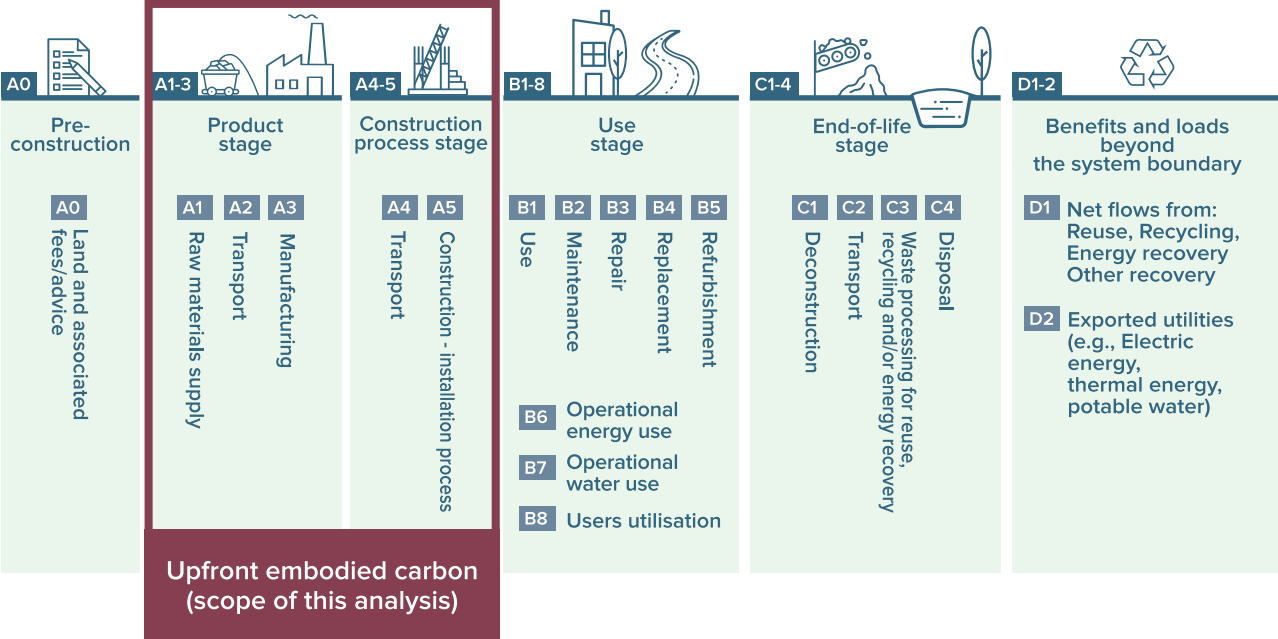 A0
Pre-
construction
A0
Land and associated
fees/advice
A1-3
Product
stage
A1
Raw materials supply
A2
Transport
A3
Manufacturing
A4-5
Construction
process stage
A4
Transport
A5
Construction - installation process
Upfront embodied carbon
(scope of this analysis)
B1-8
Use
stage
B1
Use
B2
Maintenance
B3
Repair
B4
Replacement
B5
Refurbishment
B6
Operational
energy use
B7
Operational
water use
B8
Users utilisation
C1-4
End-of-life
stage
C1
Deconstruction
C2
Transport
C3
Waste processing for reuse,
recycling and/or energy recovery
C4
Disposal
D1-2
Benefits and loads
beyond
the system boundary
D1
Net flows from:
Reuse, Recycling,
Energy recovery
Other recovery
D2
Exported utilities
(e.g., Electric
energy,
thermal energy,
potable water)